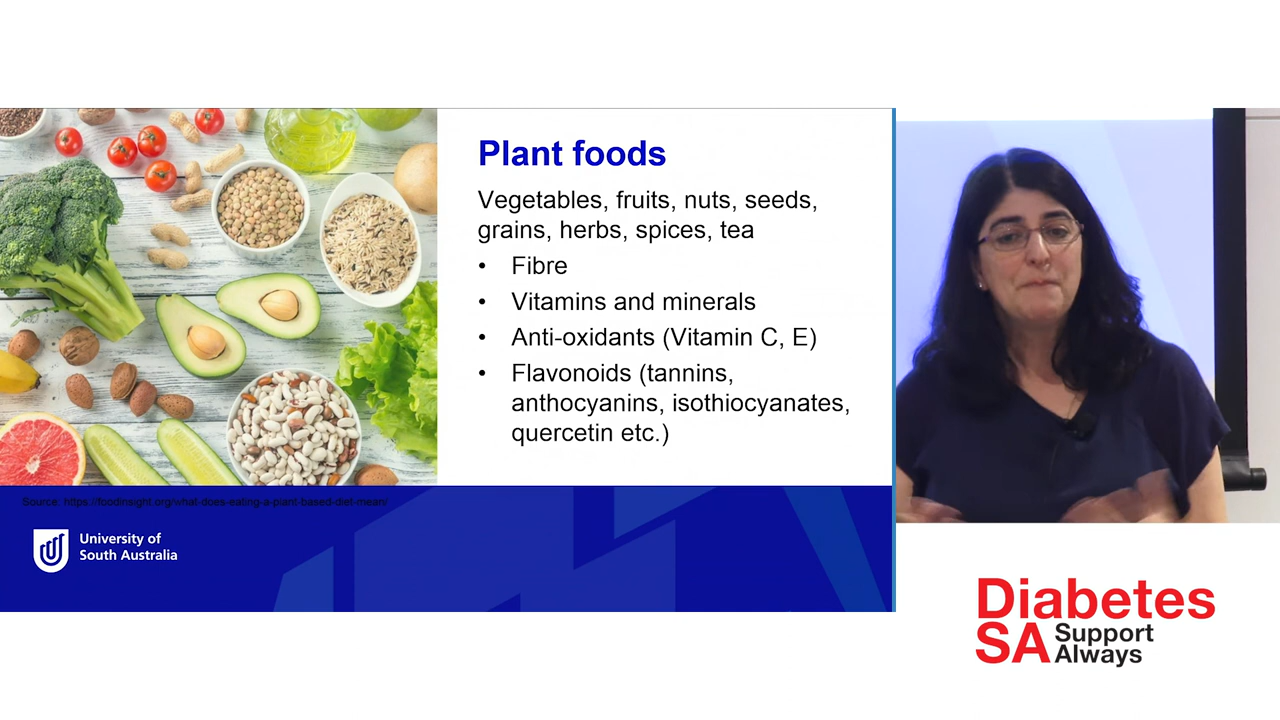 Plant foods
Vegetables, fruits, nuts, seeds,
grains, herbs, spices, tea
• Fibre
• Vitamins and minerals
• Anti-oxidants (Vitamin C, E)
• Flavonoids (tannins,
anthocyanins, isothiocyanates,
quercetin etc.)
Source: https://foodinsight.org/what-does-eating-a-plant-based-diet-mean/
University of
South Australia
Diabetes
SA Support
Always